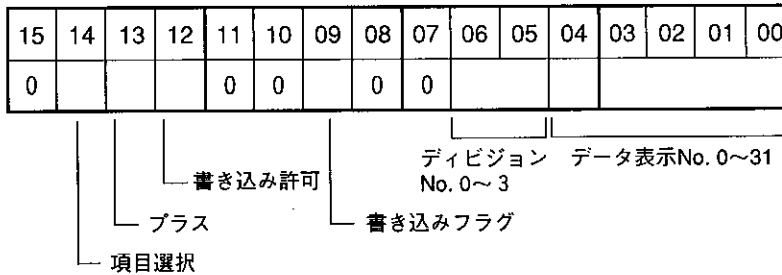 15 14 13 12 11 10 09 08 07 06 05 04 03 02 01 00
0 0 0 0 0
ディビジョン データ表示No. 0～31
No. 0～ 3
書き込み許可
プラス 書き込みフラグ
項目選択